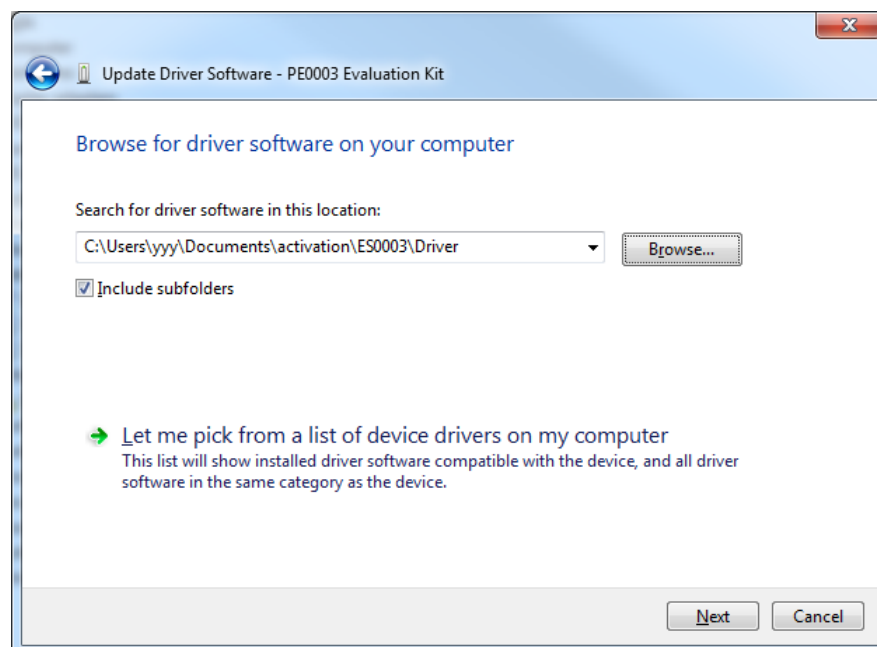 Update Driver Software - PE0003 Evaluation Kit
Browse for driver software on your computer
Search for driver software in this location:
C:\Users\yyy\Documents\activation\ES0003\Driver
Browse...
Include subfolders
Let me pick from a list of device drivers on my computer
This list will show installed driver software compatible with the device, and all driver
software in the same category as the device.
Next
Cancel